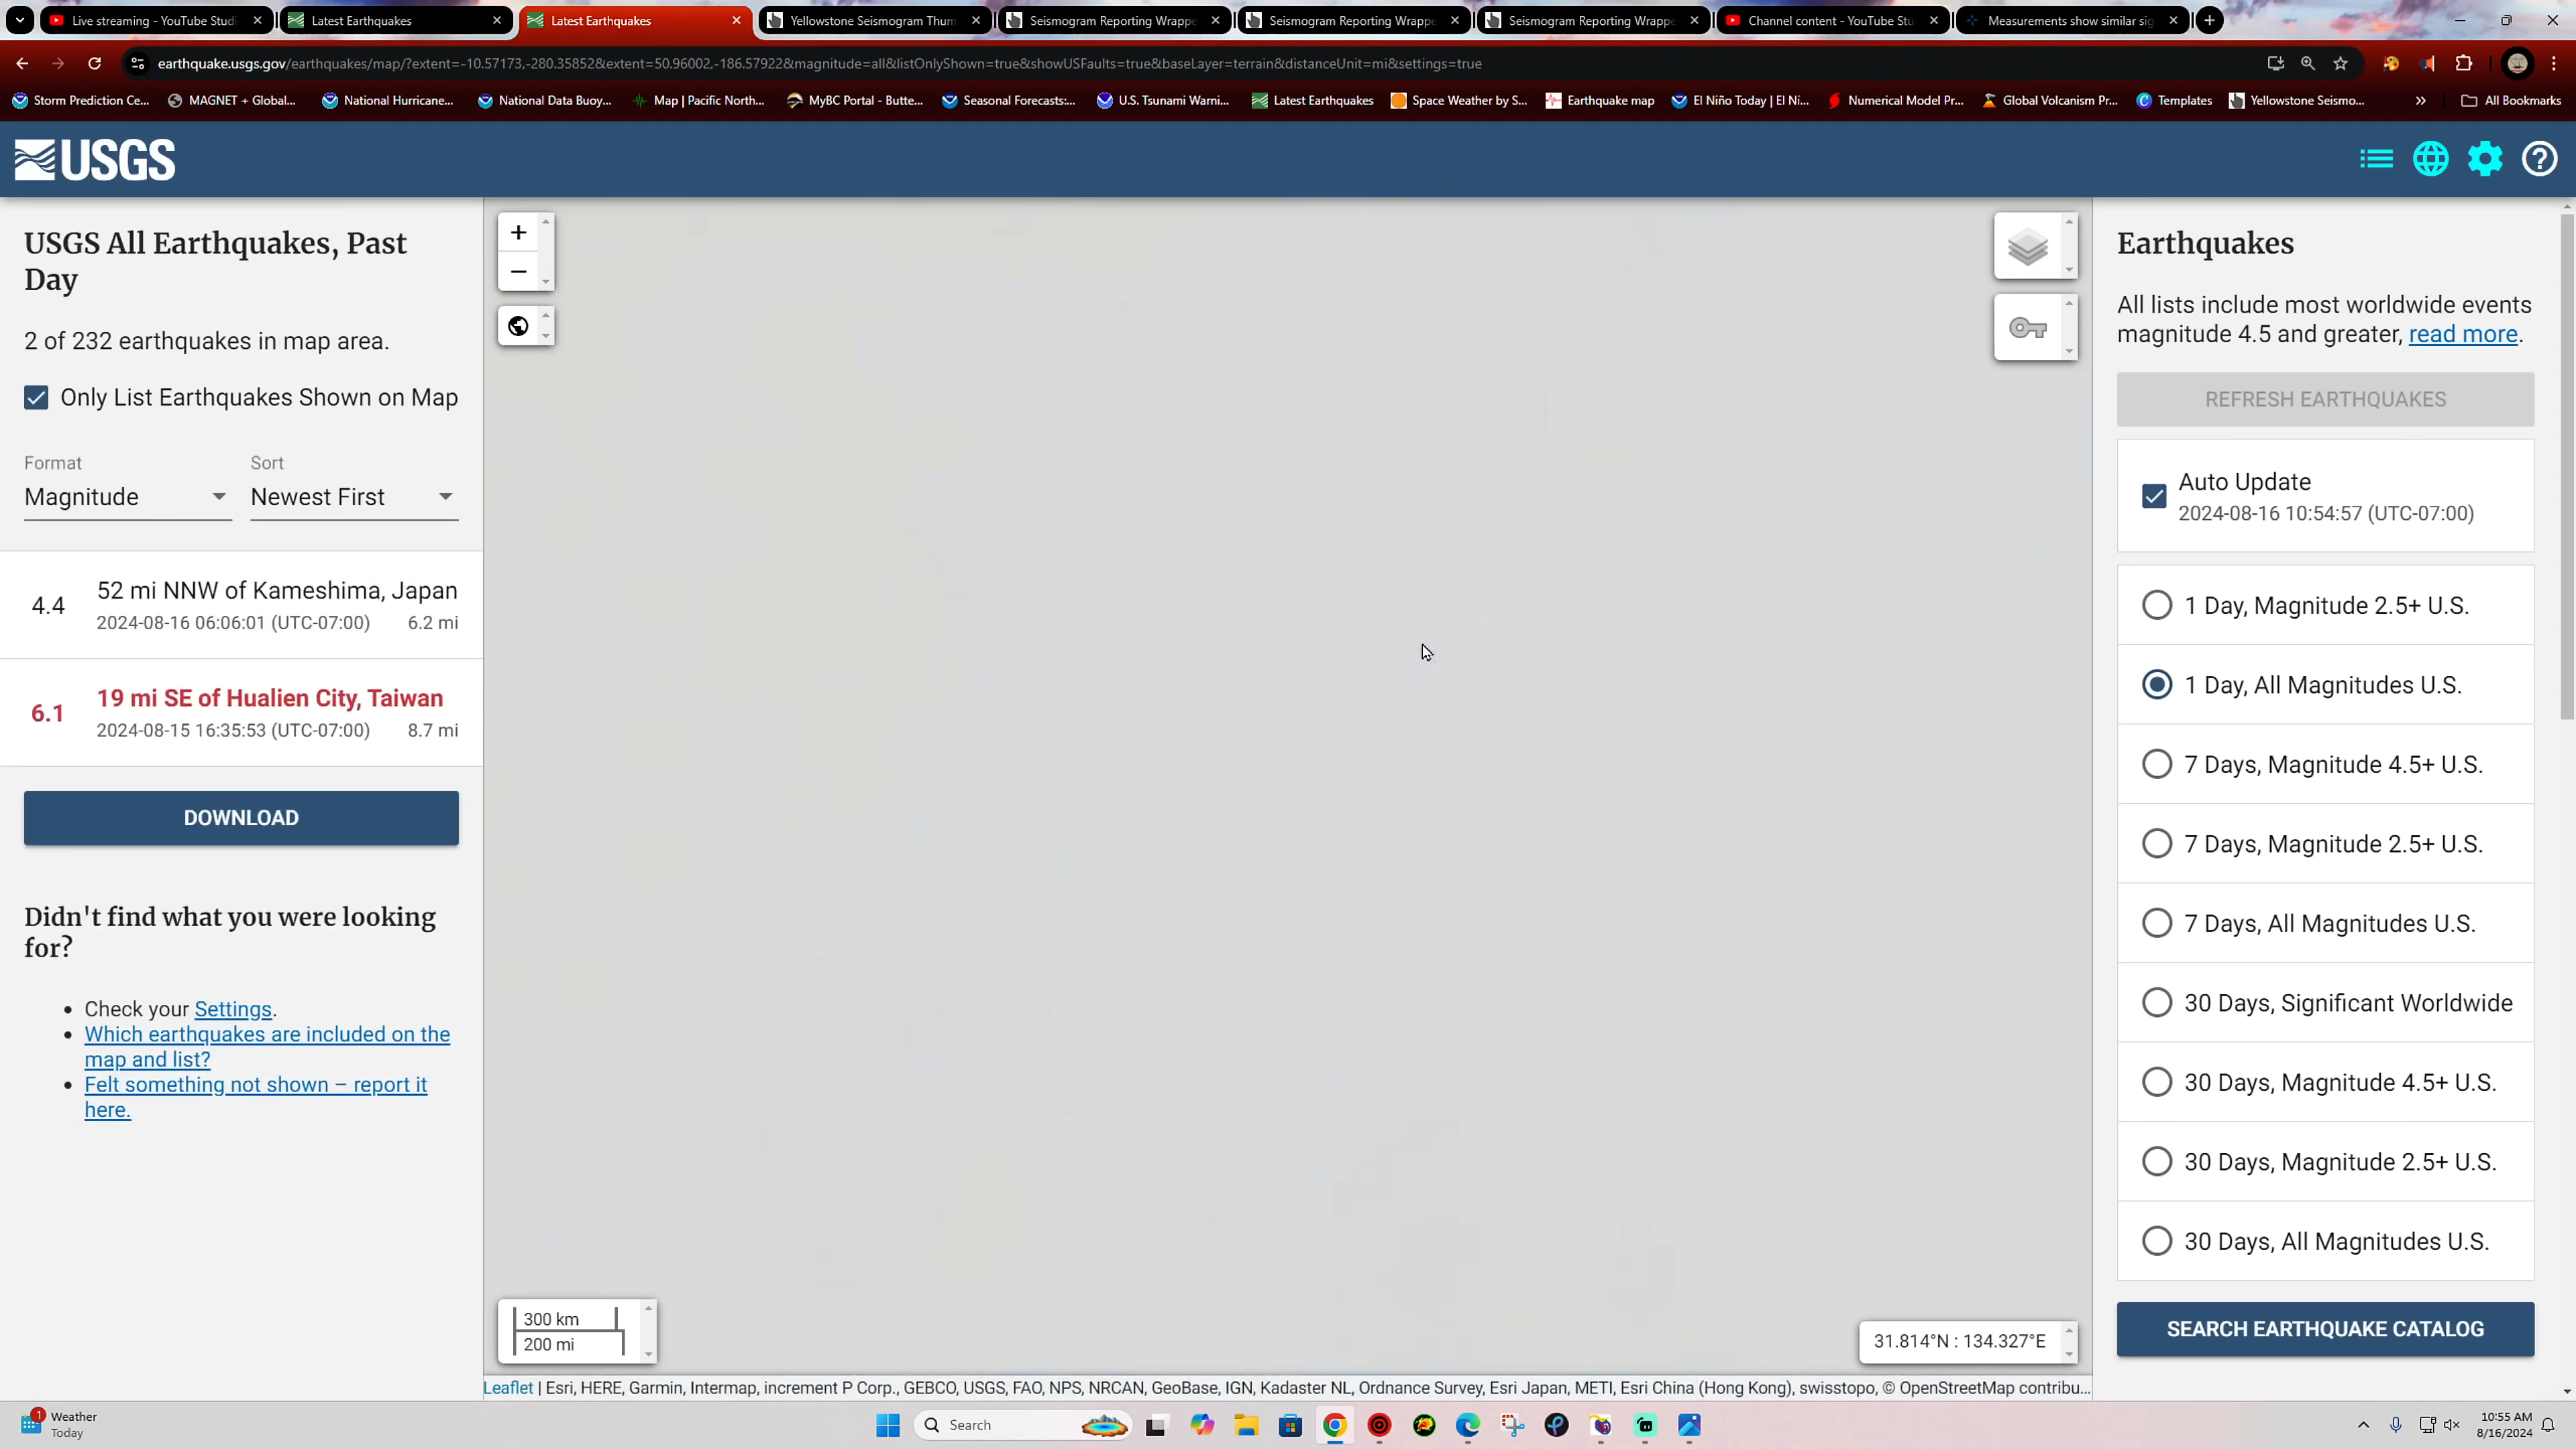 Live streaming - YouTube Studi
Latest Earthquakes
Latest Earthquakes
Yellowstone Seismogram Thum
Seismogram Reporting Wrappe
Seismogram Reporting Wrappe
Seismogram Reporting Wrappe
Channel content - YouTube Stu
Measurements show similar sig
earthquake.usgs.gov/earthquakes/map/?extent=-10.57173,-280.35852&extent=50.96002,-186.57922&magnitude=all&listOnlyShown=true&showUSFaults=true&baseLayer=terrain&distanceUnit=mi&settings=true
Storm Prediction Ce...
MAGNET + Global...
National Hurricane...
National Data Buoy...
Map | Pacific North...
MyBC Portal - Butte...
Seasonal Forecasts:...
U.S. Tsunami Warni...
Latest Earthquakes
Space Weather by S...
Earthquake map
El Niño Today | El Ni...
Numerical Model Pr...
Global Volcanism Pr...
Templates
Yellowstone Seismo...
All Bookmarks
USGS
USGS All Earthquakes, Past
Day
2 of 232 earthquakes in map area.
Only List Earthquakes Shown on Map
Format
Sort
Magnitude
Newest First
4.4
52 mi NNW of Kameshima, Japan
2024-08-16 06:06:01 (UTC-07:00)
6.2 mi
6.1
19 mi SE of Hualien City, Taiwan
2024-08-15 16:35:53 (UTC-07:00)
8.7 mi
DOWNLOAD
Didn't find what you were looking
for?
Check your Settings.
Which earthquakes are included on the
map and list?
Felt something not shown – report it
here.
+
−
300 km
200 mi
31.814°N : 134.327°E
Leaflet | Esri, HERE, Garmin, Intermap, increment P Corp., GEBCO, USGS, FAO, NPS, NRCAN, GeoBase, IGN, Kadaster NL, Ordnance Survey, Esri Japan, METI, Esri China (Hong Kong), swisstopo, © OpenStreetMap contribu...
Earthquakes
All lists include most worldwide events
magnitude 4.5 and greater, read more.
REFRESH EARTHQUAKES
Auto Update
2024-08-16 10:54:57 (UTC-07:00)
1 Day, Magnitude 2.5+ U.S.
1 Day, All Magnitudes U.S.
7 Days, Magnitude 4.5+ U.S.
7 Days, Magnitude 2.5+ U.S.
7 Days, All Magnitudes U.S.
30 Days, Significant Worldwide
30 Days, Magnitude 4.5+ U.S.
30 Days, Magnitude 2.5+ U.S.
30 Days, All Magnitudes U.S.
SEARCH EARTHQUAKE CATALOG
1
Weather
Today
Search
10:55 AM
8/16/2024